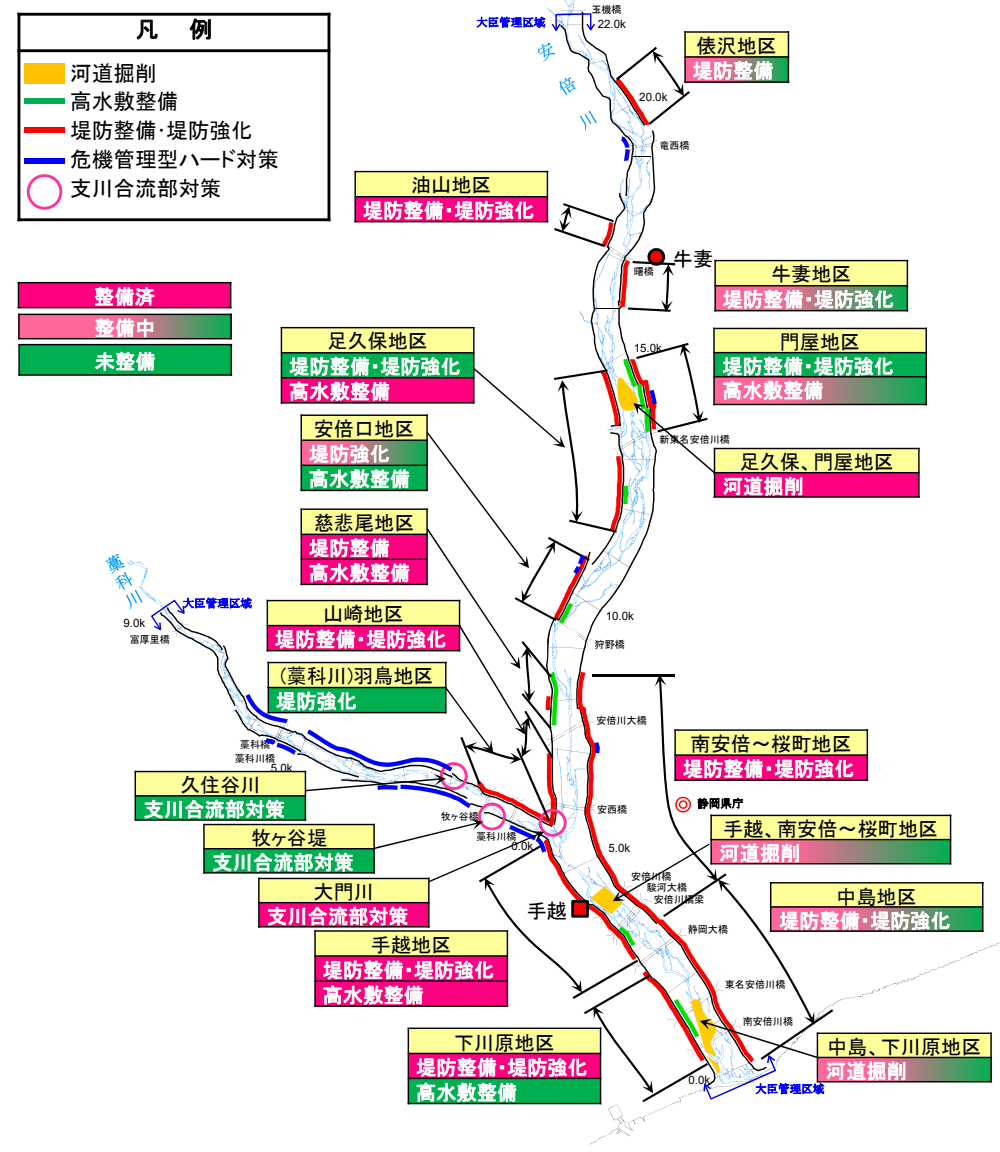 凡　例
河道掘削
高水敷整備
堤防整備・堤防強化
危機管理型ハード対策
支川合流部対策
整備済
整備中
未整備
玉機橋
大臣管理区域
22.0k
安倍川
俵沢地区
堤防整備
20.0k
竜西橋
油山地区
堤防整備・堤防強化
牛妻
曙橋
牛妻地区
堤防整備・堤防強化
足久保地区
堤防整備・堤防強化
高水敷整備
15.0k
門屋地区
堤防整備・堤防強化
高水敷整備
新東名安倍川橋
足久保、門屋地区
河道掘削
安倍口地区
堤防強化
高水敷整備
慈悲尾地区
堤防整備
高水敷整備
藁科川
大臣管理区域
9.0k
富厚里橋
山崎地区
堤防整備・堤防強化
10.0k
狩野橋
(藁科川)羽鳥地区
堤防強化
安倍川大橋
南安倍～桜町地区
堤防整備・堤防強化
藁科橋
藁科川橋
5.0k
久住谷川
支川合流部対策
安西橋
静岡県庁
牧ヶ谷橋
藁科川橋
0.0k
牧ヶ谷堤
支川合流部対策
手越、南安倍～桜町地区
河道掘削
5.0k
大門川
支川合流部対策
安倍川橋
駿河大橋
安倍川橋梁
中島地区
堤防整備・堤防強化
手越
静岡大橋
手越地区
堤防整備・堤防強化
高水敷整備
東名安倍川橋
南安倍川橋
下川原地区
堤防整備・堤防強化
高水敷整備
中島、下川原地区
河道掘削
0.0k
大臣管理区域